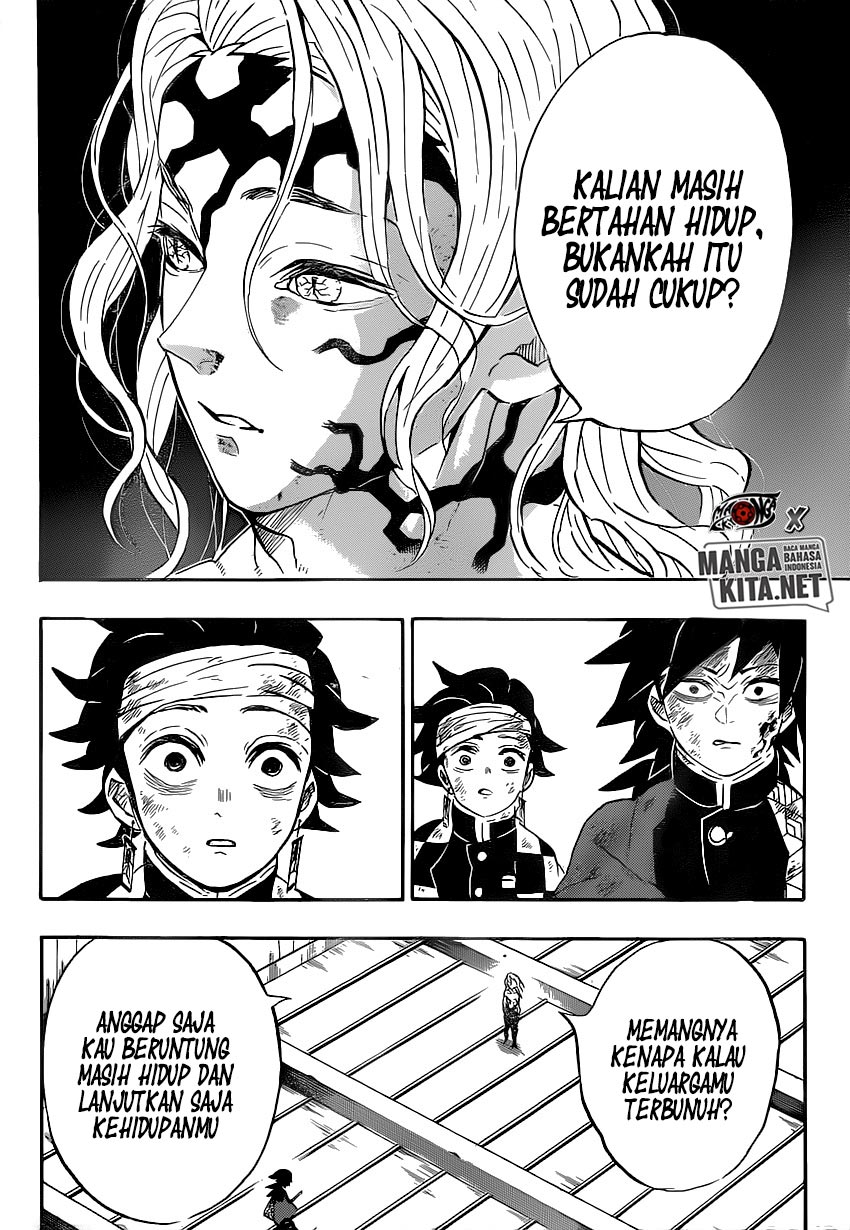 KALIAN MASIH
BERTAHAN HIDUP,
BUKANKAH ITU
SUDAH CUKUP?
X
MANGA
BACA MANGA
BAHASA
INDONESIA
KITA.NET
MEMANGNYA
KENAPA KALAU
KELUARGAMU
TERBUNUH?
ANGGAP SAJA
KAU BERUNTUNG
MASIH HIDUP DAN
LANJUTKAN SAJA
KEHIDUPANMU